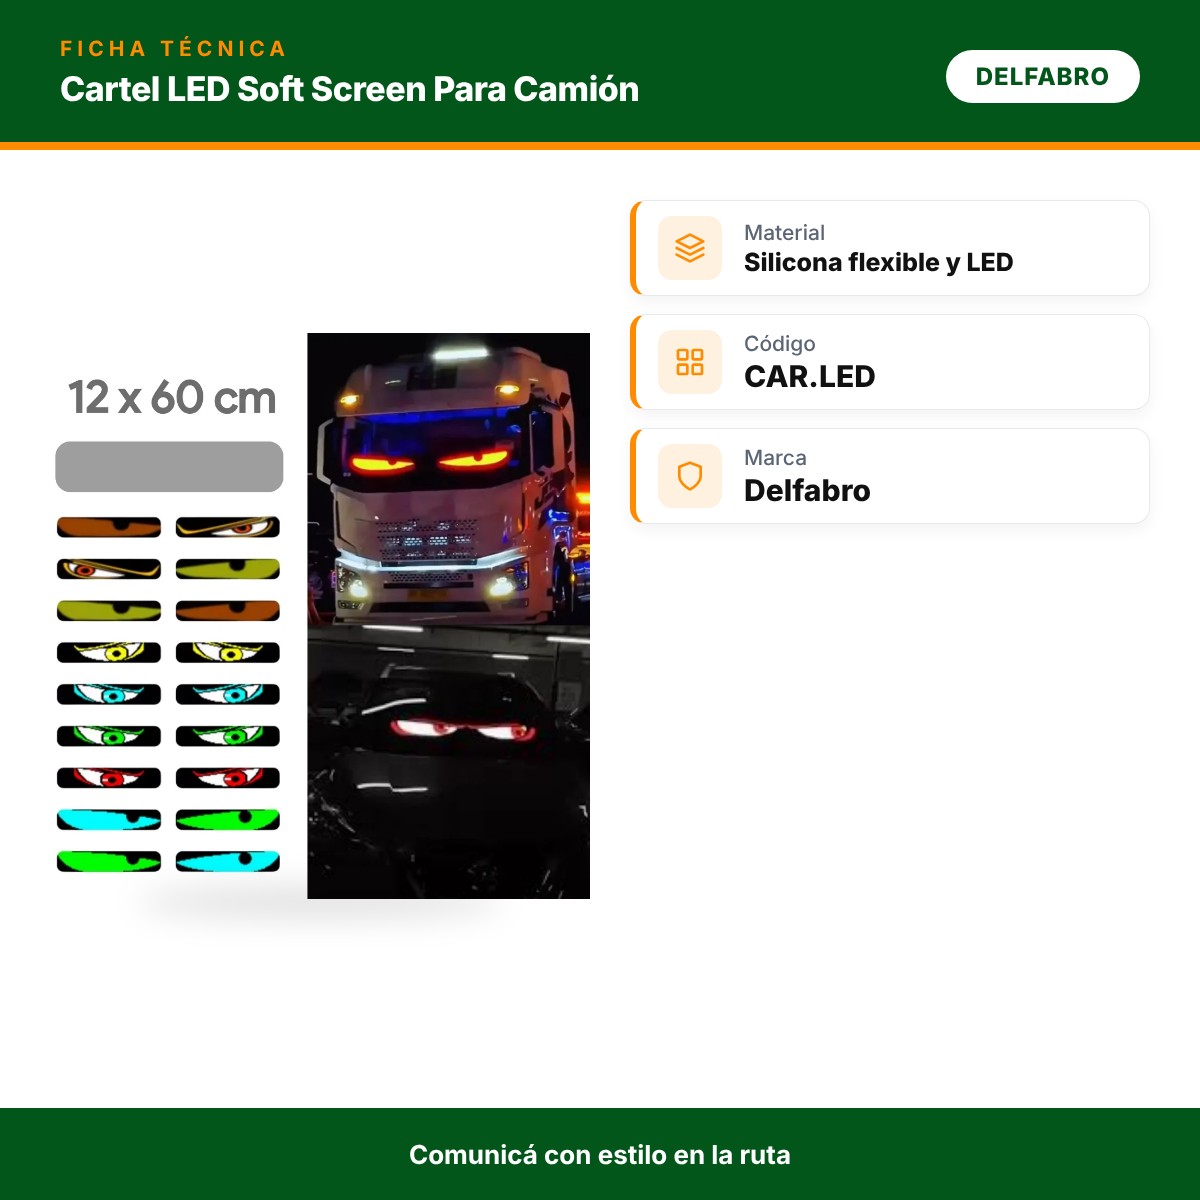 FICHA TÉCNICA
Cartel LED Soft Screen Para Camión
DELFABRO
12 x 60 cm
Material
Silicona flexible y LED
Código
CAR.LED
Marca
Delfabro
Comunicá con estilo en la ruta